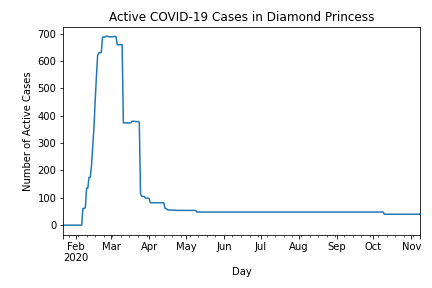 Active COVID-19 Cases in Diamond Princess
Number of Active Cases
700
600
500
400
300
200
100
0
Feb Mar Apr May Jun Jul Aug Sep Oct Nov
2020
Day